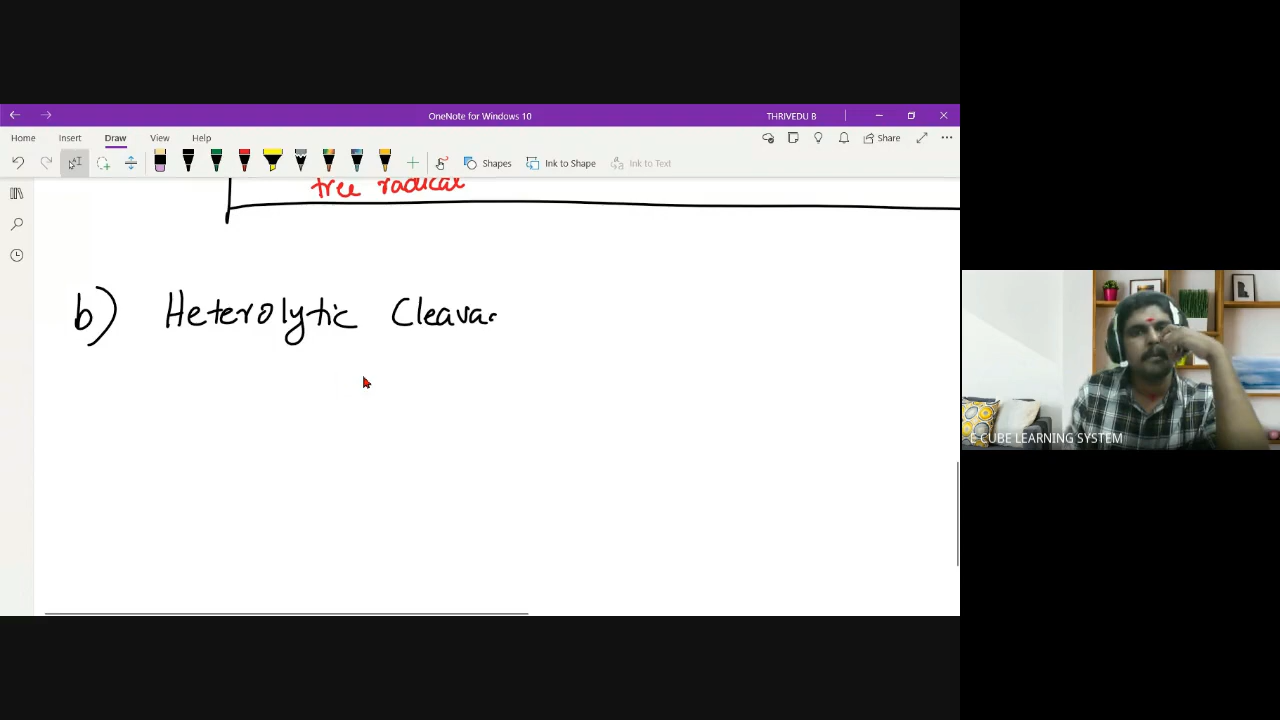 OneNote for Windows 10
THRIVEDU B
Home Insert Draw View Help
Share
Shapes
Ink to Shape
Ink to Text
free radical
b) Heterolytic Cleava
E CUBE LEARNING SYSTEM